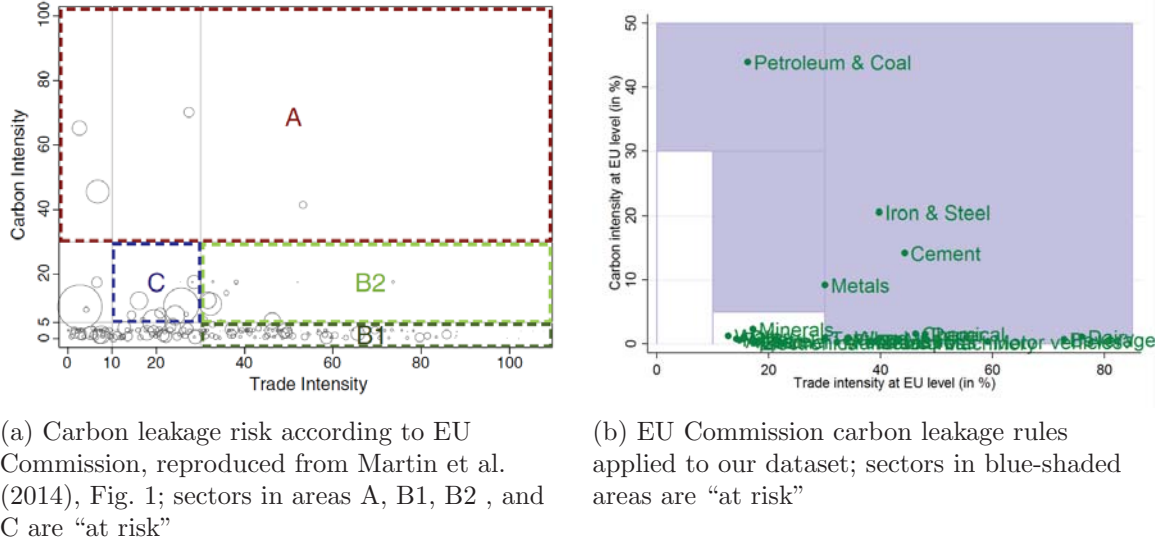 100
80
60
40
20
5
0
Carbon Intensity
A
C
B2
B1
0 10 20 30 40 60 80 100
Trade Intensity
50
40
30
20
10
0
Carbon intensity at EU level (in %)
Petroleum & Coal
Iron & Steel
Cement
Metals
Minerals
Chemical
Dairy
Motor vehicles
0 20 40 60 80
Trade intensity at EU level (in %)
(a) Carbon leakage risk according to EU
Commission, reproduced from Martin et al.
(2014), Fig. 1; sectors in areas A, B1, B2 , and
C are “at risk”
(b) EU Commission carbon leakage rules
applied to our dataset; sectors in blue-shaded
areas are “at risk”